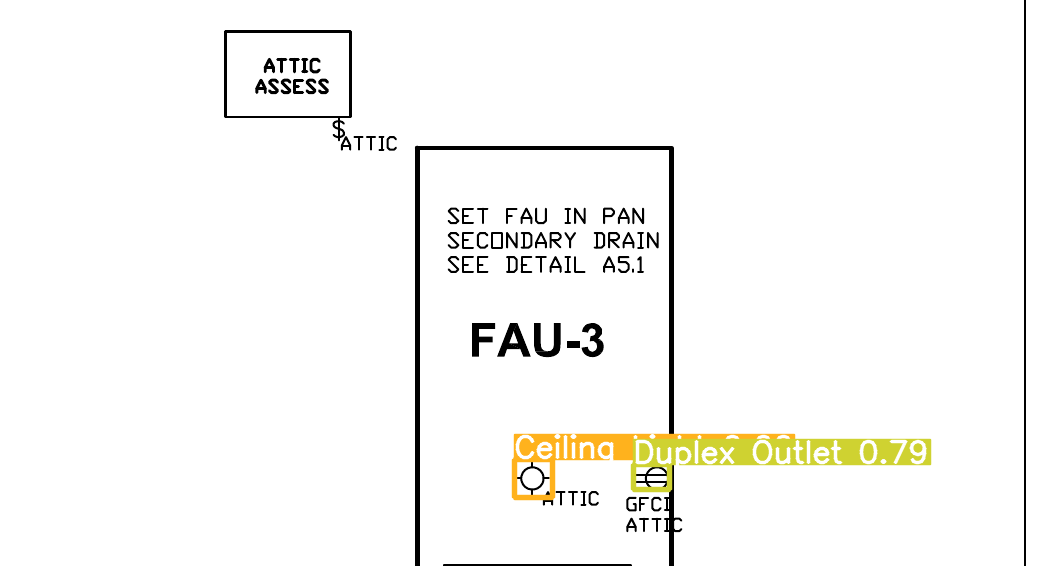 ATTIC
ASSESS
$
ATTIC
SET FAU IN PAN
SECONDARY DRAIN
SEE DETAIL A5.1
FAU-3
Ceiling
Duplex Outlet 0.79
ATTIC
GFCI
ATTIC